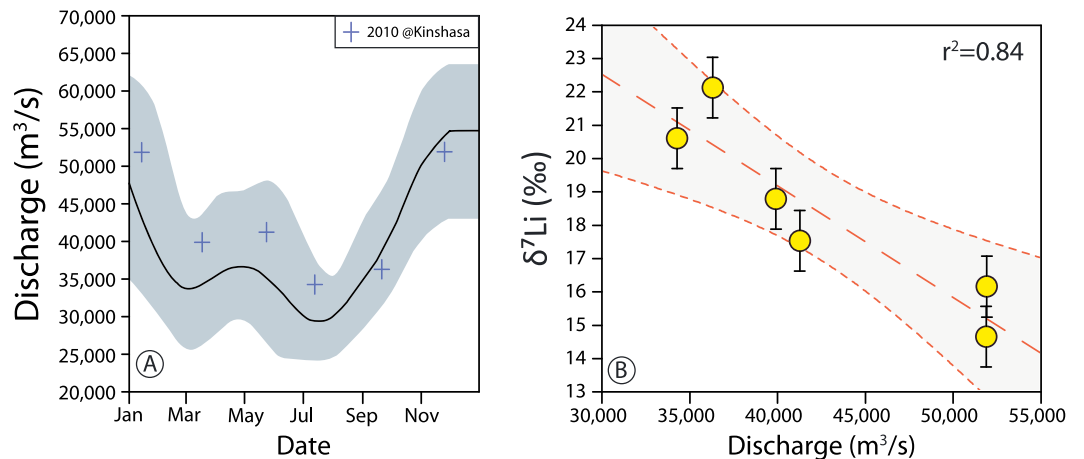 70,000
65,000
60,000
55,000
50,000
45,000
40,000
35,000
30,000
25,000
20,000
Discharge (m³/s)
2010 @Kinshasa
A
Jan Mar May Jul Sep Nov
Date
24
23
22
21
20
19
18
17
16
15
14
13
δ⁷Li (‰)
r²=0.84
B
30,000 35,000 40,000 45,000 50,000 55,000
Discharge (m³/s)